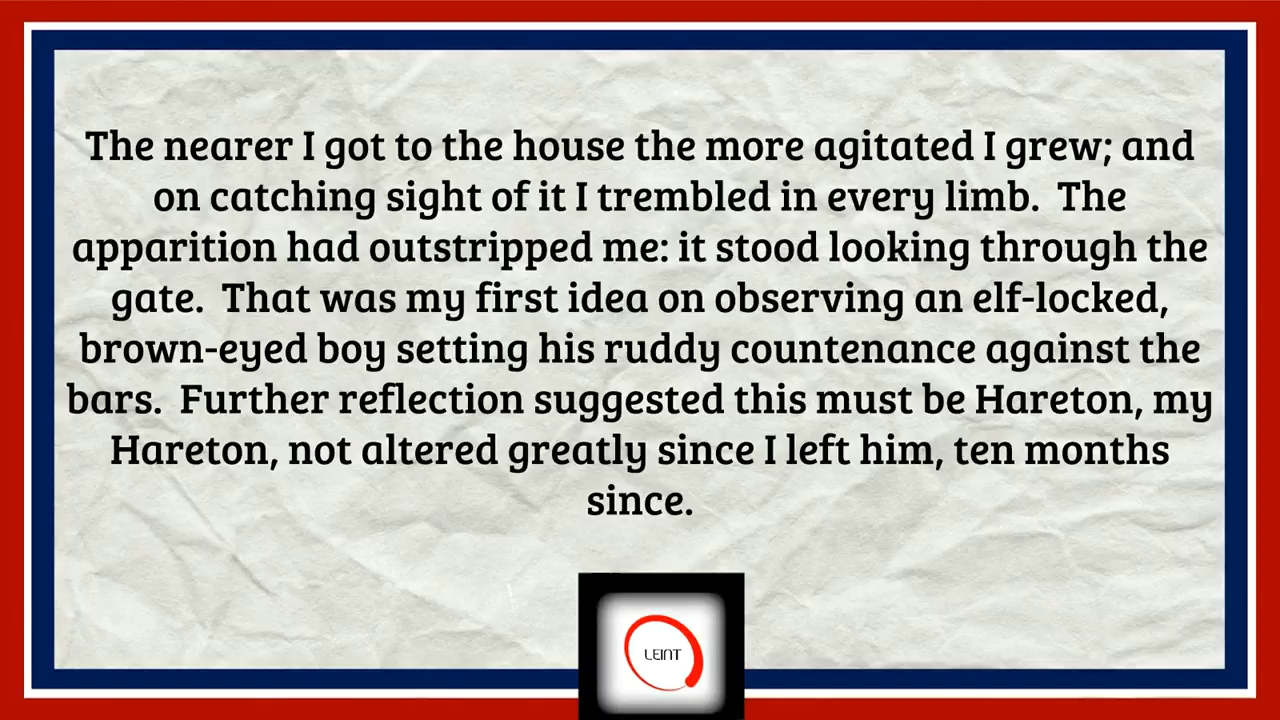 The nearer I got to the house the more agitated I grew; and
on catching sight of it I trembled in every limb.  The
apparition had outstripped me: it stood looking through the
gate.  That was my first idea on observing an elf-locked,
brown-eyed boy setting his ruddy countenance against the
bars.  Further reflection suggested this must be Hareton, my
Hareton, not altered greatly since I left him, ten months
since.
LEINT